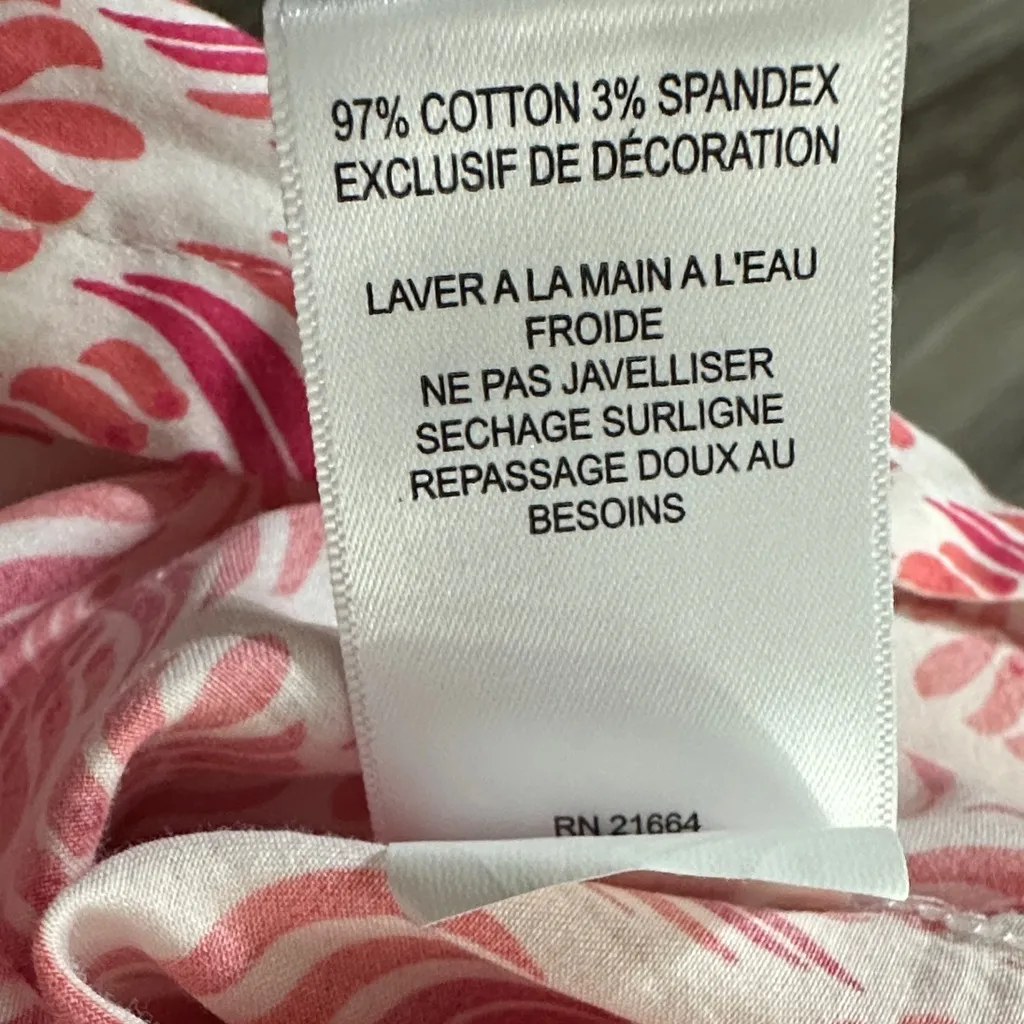 97% COTTON 3% SPANDEX
EXCLUSIF DE DÉCORATION
LAVER A LA MAIN A L'EAU
FROIDE
NE PAS JAVELLISER
SECHAGE SURLIGNE
REPASSAGE DOUX AU
BESOINS
RN 21664